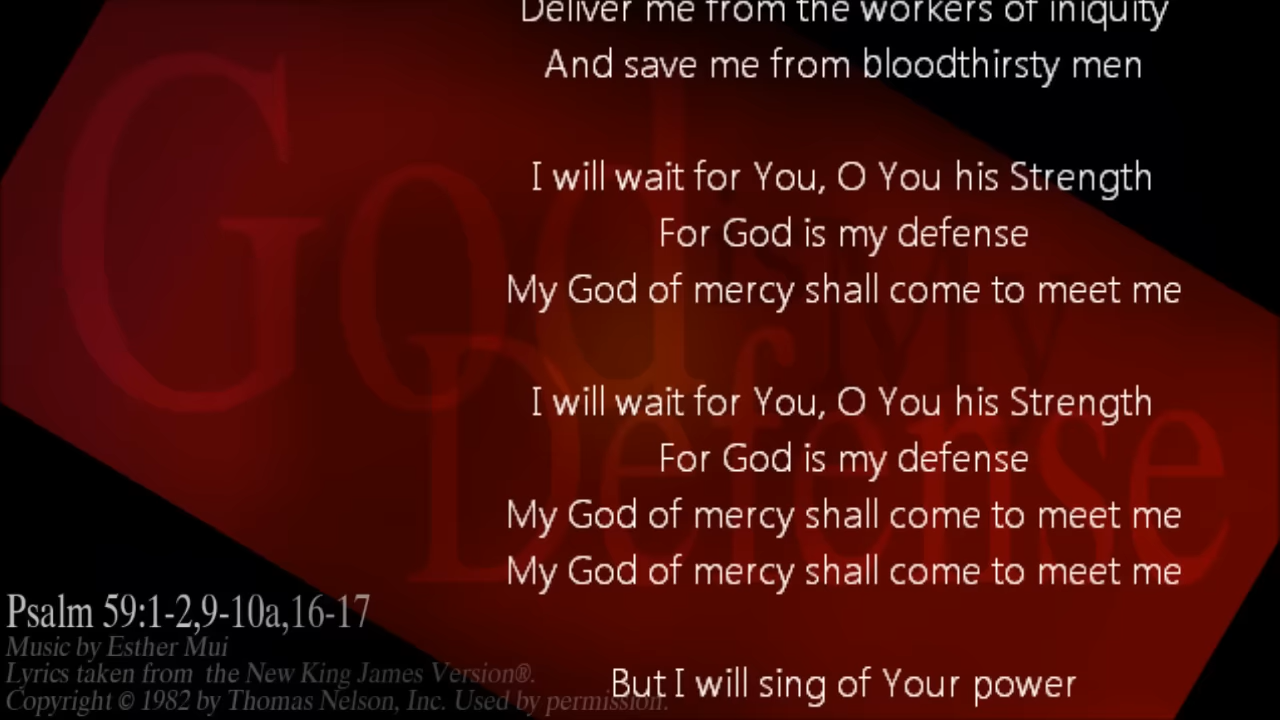 Deliver me from the workers of iniquity
And save me from bloodthirsty men
I will wait for You, O You his Strength
For God is my defense
My God of mercy shall come to meet me
I will wait for You, O You his Strength
For God is my defense
My God of mercy shall come to meet me
My God of mercy shall come to meet me
But I will sing of Your power
God is My
Defense
Psalm 59:1-2,9-10a,16-17
Music by Esther Mui
Lyrics taken from the New King James Version®.
Copyright © 1982 by Thomas Nelson, Inc. Used by permission.